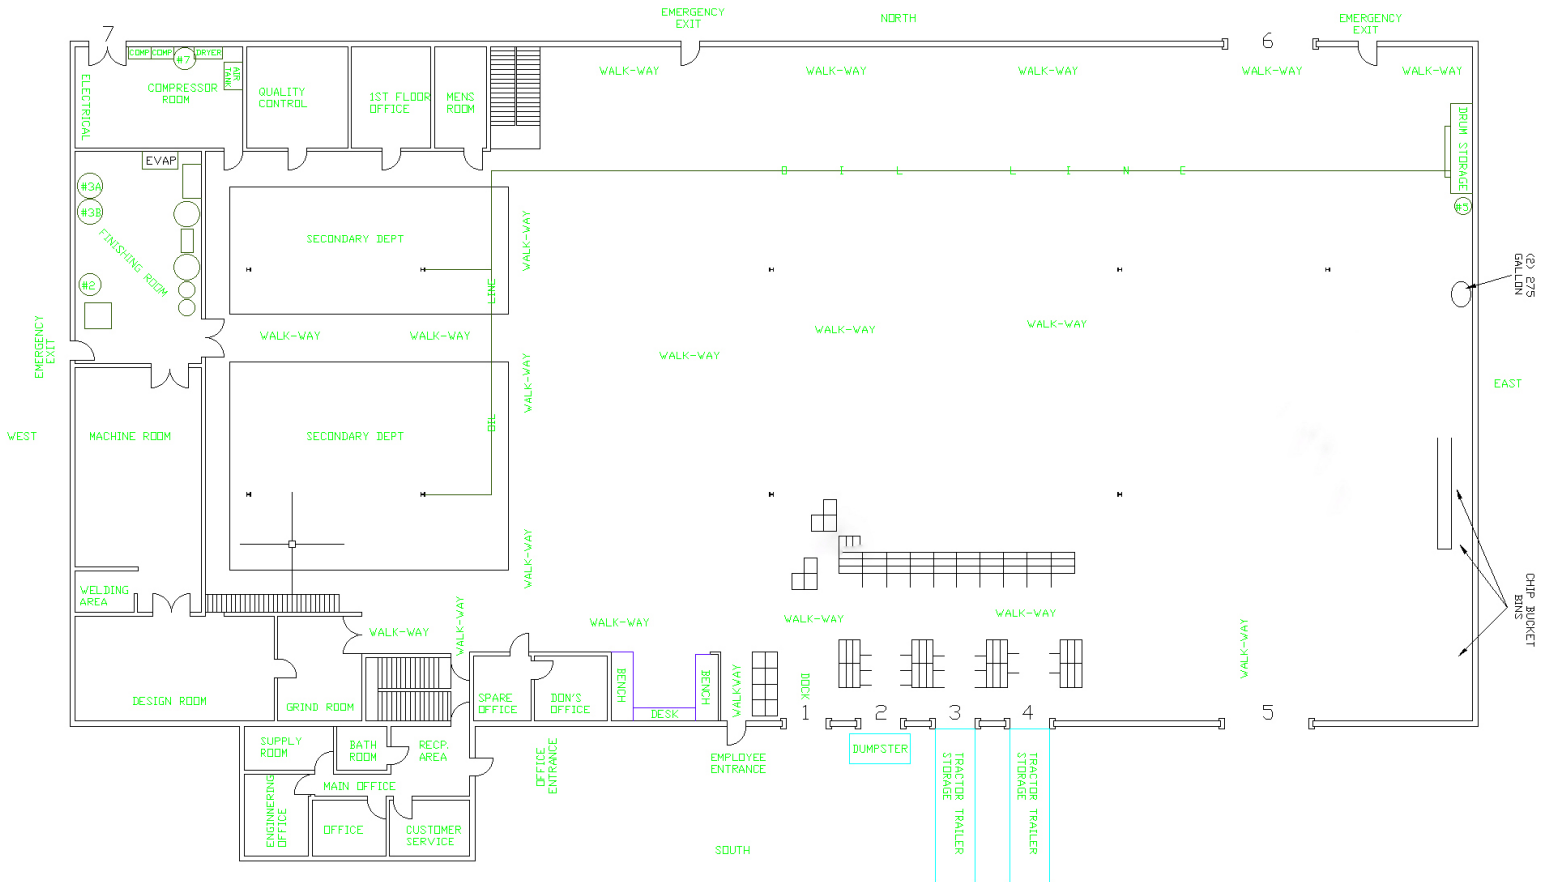 EMERGENCY
EXIT
NORTH
EMERGENCY
EXIT
7
6
COMP
COMP
DRYER
#7
AIR
TANK
ELECTRICAL
COMPRESSOR
ROOM
QUALITY
CONTROL
1ST FLOOR
OFFICE
MENS
ROOM
WALK-WAY
WALK-WAY
WALK-WAY
WALK-WAY
WALK-WAY
DRUM STORAGE
EVAP
OIL LINE
#3A
#3B
#5
FINISHING ROOM
#2
SECONDARY DEPT
WALK-WAY
LINE
(2) 275
GALLON
WALK-WAY
WALK-WAY
WALK-WAY
WALK-WAY
WALK-WAY
EMERGENCY
EXIT
WALK-WAY
EAST
WEST
MACHINE ROOM
SECONDARY DEPT
OIL
WALK-WAY
WELDING
AREA
CHIP BUCKET
BINS
WALK-WAY
WALK-WAY
WALK-WAY
WALK-WAY
WALK-WAY
WALK-WAY
DESIGN ROOM
GRIND ROOM
SPARE
OFFICE
DON'S
OFFICE
BENCH
DESK
BENCH
WALKWAY
DOCK
1
2
3
4
5
SUPPLY
ROOM
BATH
ROOM
RECP.
AREA
OFFICE
ENTRANCE
EMPLOYEE
ENTRANCE
DUMPSTER
TRACTOR TRAILER
STORAGE
TRACTOR TRAILER
STORAGE
MAIN OFFICE
ENGINNERING
OFFICE
OFFICE
CUSTOMER
SERVICE
SOUTH